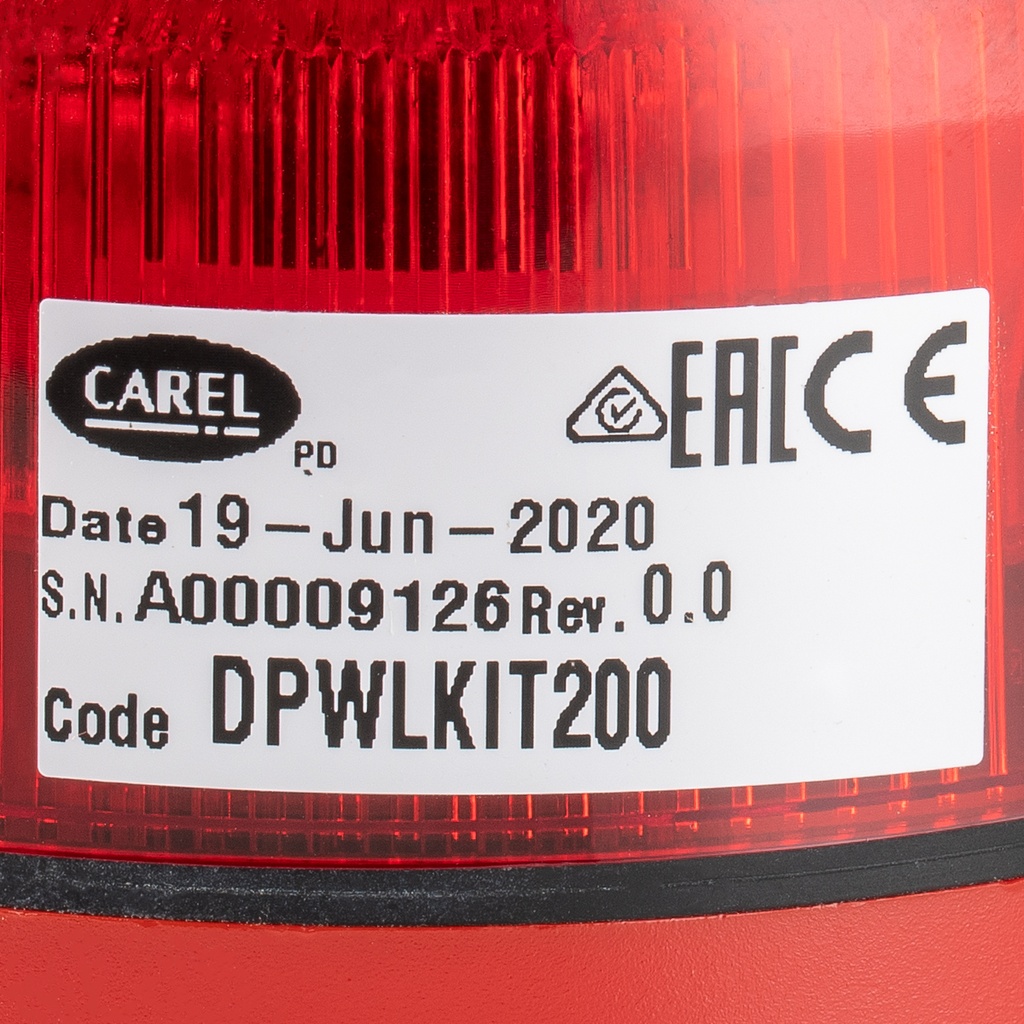 CAREL
PD
EAC CE
Date 19-Jun-2020
S.N. A00009126 Rev. 0.0
Code DPWLKIT200